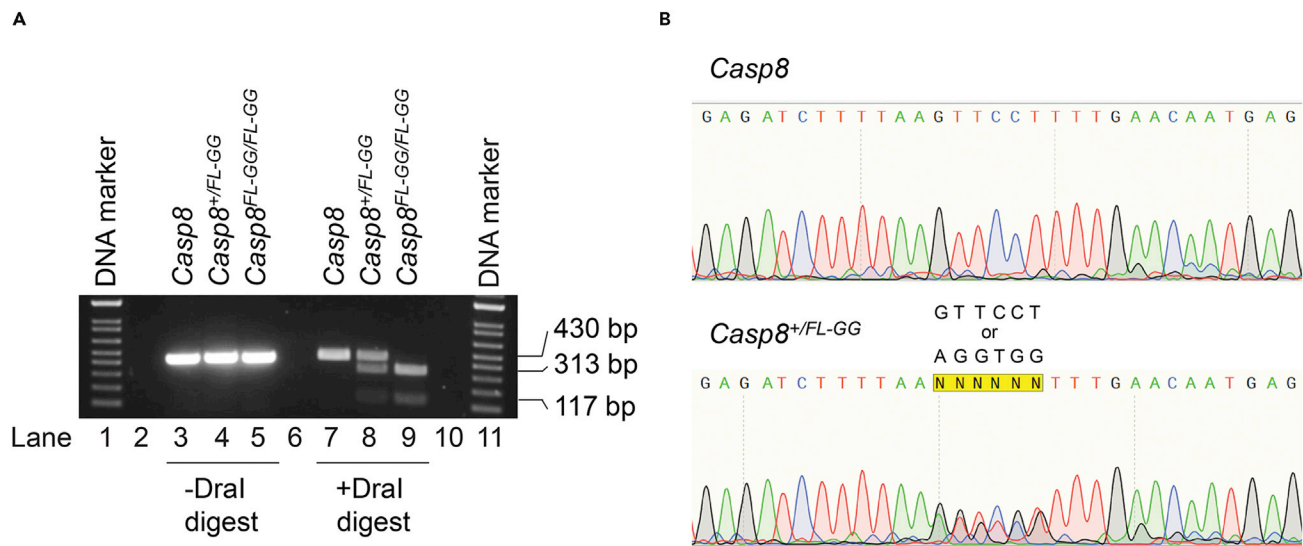 A
DNA marker
Casp8
Casp8+/FL-GG
Casp8FL-GG/FL-GG
Casp8
Casp8+/FL-GG
Casp8FL-GG/FL-GG
DNA marker
430 bp
313 bp
117 bp
Lane 1 2 3 4 5 6 7 8 9 10 11
-DraI
digest
+DraI
digest
B
Casp8
G A G A T C T T T T A A G T T C C T T T T G A A C A A T G A G
Casp8+/FL-GG
G T T C C T
or
A G G T G G
G A G A T C T T T T A A N N N N N N T T T G A A C A A T G A G